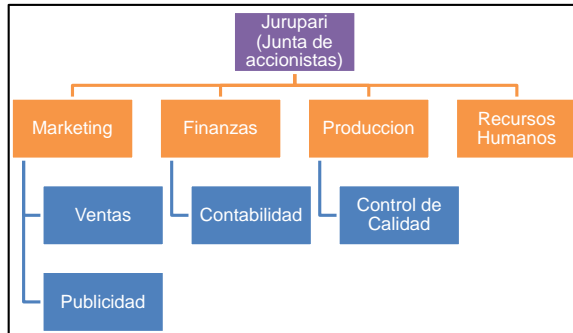 Jurupari
(Junta de
accionistas)
Marketing
Finanzas
Produccion
Recursos
Humanos
Ventas
Contabilidad
Control de
Calidad
Publicidad